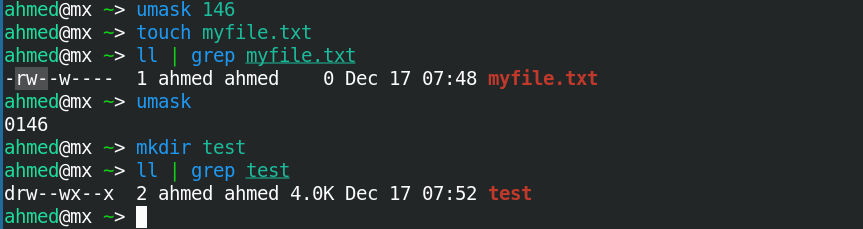 ahmed@mx ~> umask 146
ahmed@mx ~> touch myfile.txt
ahmed@mx ~> ll | grep myfile.txt
-rw--w----  1 ahmed ahmed    0 Dec 17 07:48 myfile.txt
ahmed@mx ~> umask
0146
ahmed@mx ~> mkdir test
ahmed@mx ~> ll | grep test
drw--wx--x  2 ahmed ahmed 4.0K Dec 17 07:52 test
ahmed@mx ~>